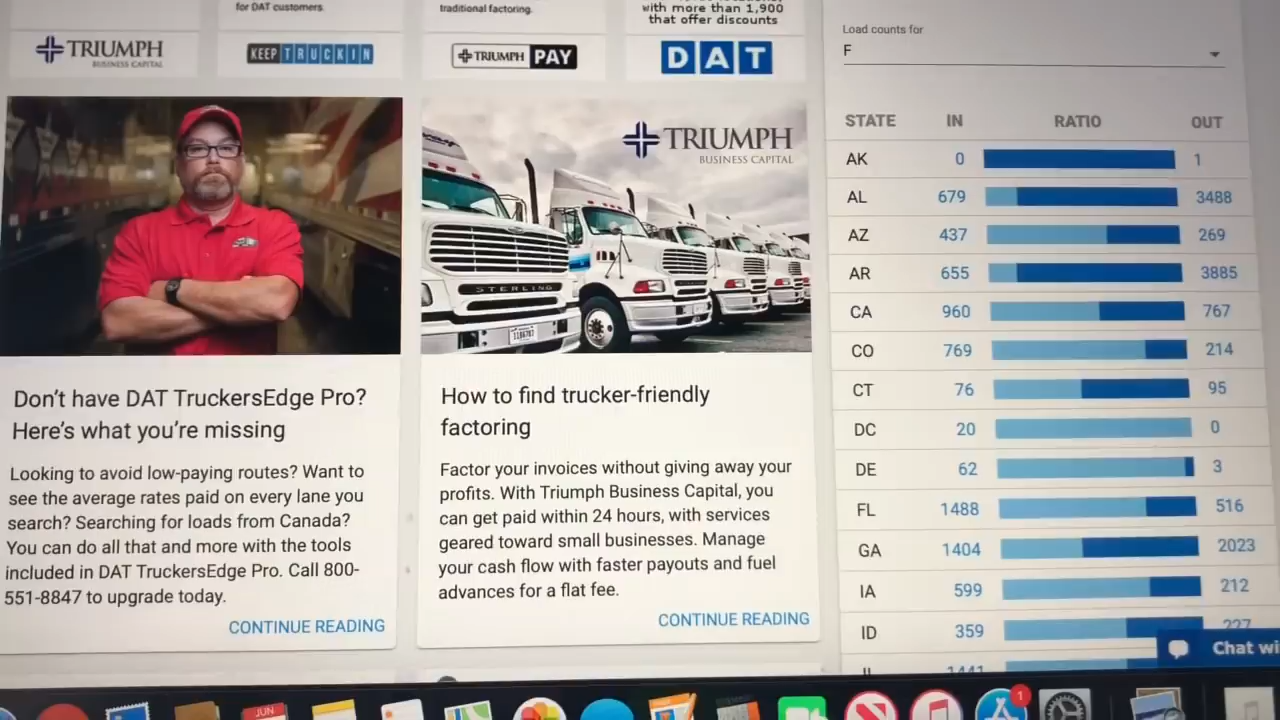 for DAT customers.
TRIUMPH
BUSINESS CAPITAL
KEEP TRUCKIN
traditional factoring.
TRIUMPH PAY
with more than 1,900
that offer discounts
DAT
TRIUMPH
BUSINESS CAPITAL
STERLING
Don't have DAT TruckersEdge Pro?
Here's what you're missing
Looking to avoid low-paying routes? Want to
see the average rates paid on every lane you
search? Searching for loads from Canada?
You can do all that and more with the tools
included in DAT TruckersEdge Pro. Call 800-
551-8847 to upgrade today.
CONTINUE READING
How to find trucker-friendly
factoring
Factor your invoices without giving away your
profits. With Triumph Business Capital, you
can get paid within 24 hours, with services
geared toward small businesses. Manage
your cash flow with faster payouts and fuel
advances for a flat fee.
CONTINUE READING
Load counts for
F
STATE IN RATIO OUT
AK 0 1
AL 679 3488
AZ 437 269
AR 655 3885
CA 960 767
CO 769 214
CT 76 95
DC 20 0
DE 62 3
FL 1488 516
GA 1404 2023
IA 599 212
ID 359 227
IL 1441
Chat wi
JUN
1